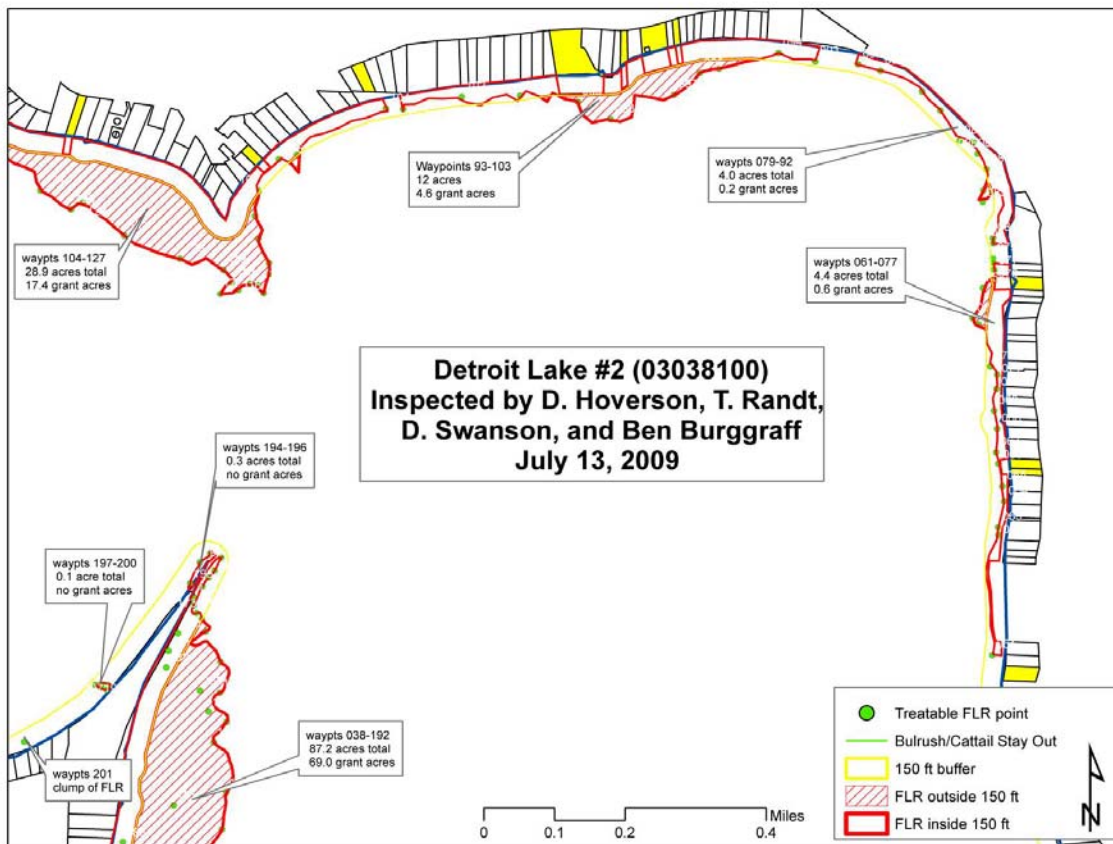 Waypoints 93-103
12 acres
4.6 grant acres
waypts 079-92
4.0 acres total
0.2 grant acres
waypts 104-127
28.9 acres total
17.4 grant acres
waypts 061-077
4.4 acres total
0.6 grant acres
Detroit Lake #2 (03038100)
Inspected by D. Hoverson, T. Randt,
D. Swanson, and Ben Burggraff
July 13, 2009
waypts 194-196
0.3 acres total
no grant acres
waypts 197-200
0.1 acre total
no grant acres
waypts 038-192
87.2 acres total
69.0 grant acres
waypts 201
clump of FLR
Miles
0 0.1 0.2 0.4
Treatable FLR point
Bulrush/Cattail Stay Out
150 ft buffer
FLR outside 150 ft
FLR inside 150 ft
N